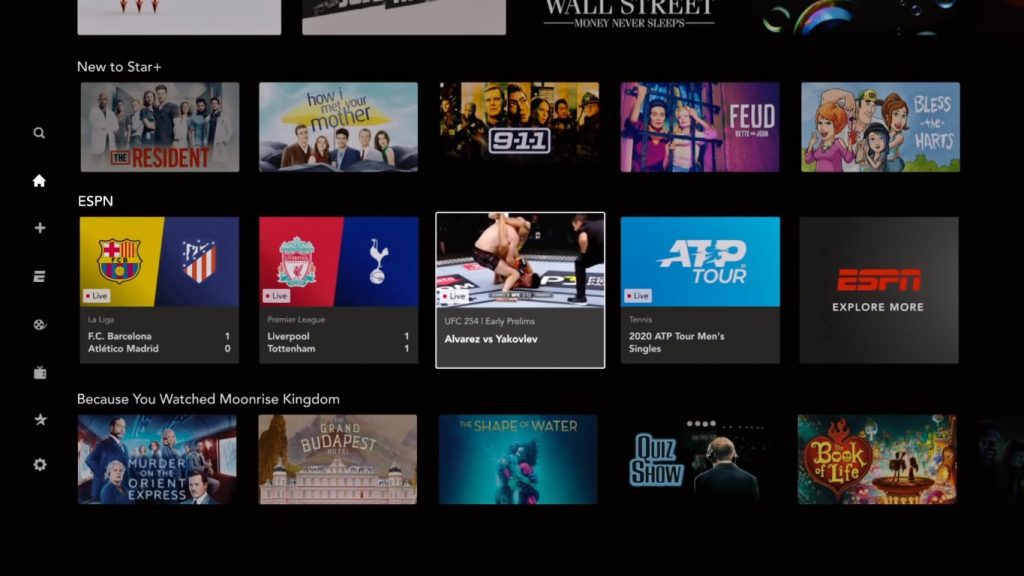 WALL STREET
MONEY NEVER SLEEPS
New to Star+
THE RESIDENT
how i met your mother
9-1-1
FEUD
BETTE AND JOAN
BLESS
-the-
HARTS
ESPN
FCB
LIVERPOOL
ATP
TOUR
ESPN
EXPLORE MORE
Live
Live
Live
Live
La Liga
F.C. Barcelona 1
Atlético Madrid 0
Premier League
Liverpool 1
Tottenham 1
UFC 254 | Early Prelims
Alvarez vs Yakovlev
Tennis
2020 ATP Tour Men's
Singles
Because You Watched Moonrise Kingdom
MURDER
ON THE
ORIENT
EXPRESS
THE
GRAND
BUDAPEST
HOTEL
THE SHAPE OF WATER
QUIZ
SHOW
The
Book
of Life